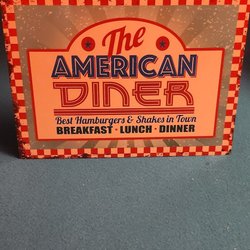 The
AMERICAN
DINER
Best Hamburgers & Shakes in Town
BREAKFAST · LUNCH · DINNER